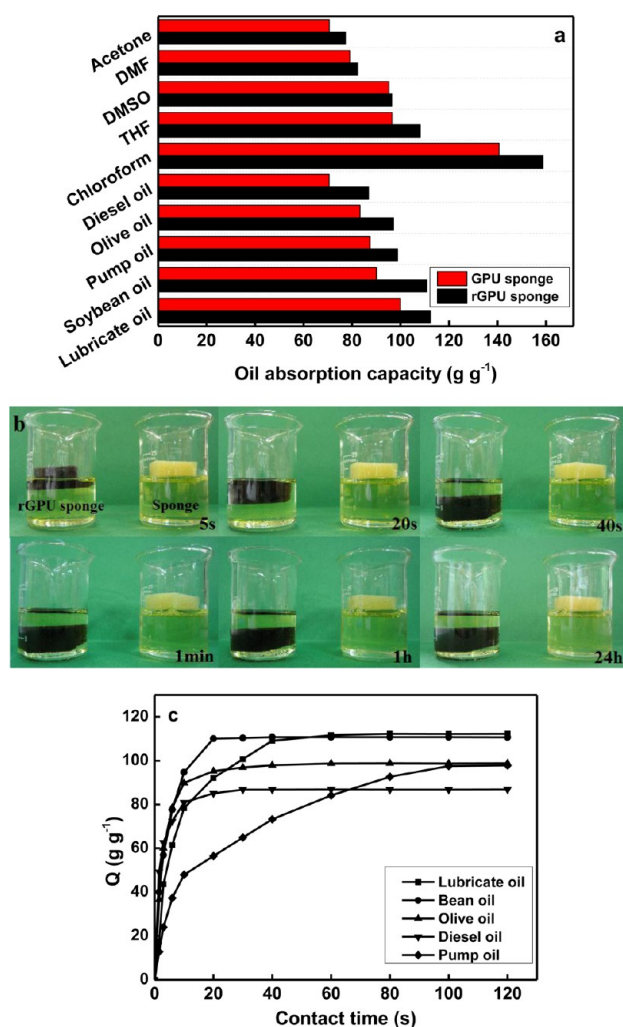 a
Acetone
DMF
DMSO
THF
Chloroform
Diesel oil
Olive oil
Pump oil
Soybean oil
Lubricate oil
GPU sponge
rGPU sponge
0 20 40 60 80 100 120 140 160
Oil absorption capacity (g g⁻¹)
b
rGPU sponge Sponge 5s 20s 40s
1min 1h 24h
c
120
100
80
60
40
20
0
Q (g g⁻¹)
Lubricate oil
Bean oil
Olive oil
Diesel oil
Pump oil
0 20 40 60 80 100 120
Contact time (s)